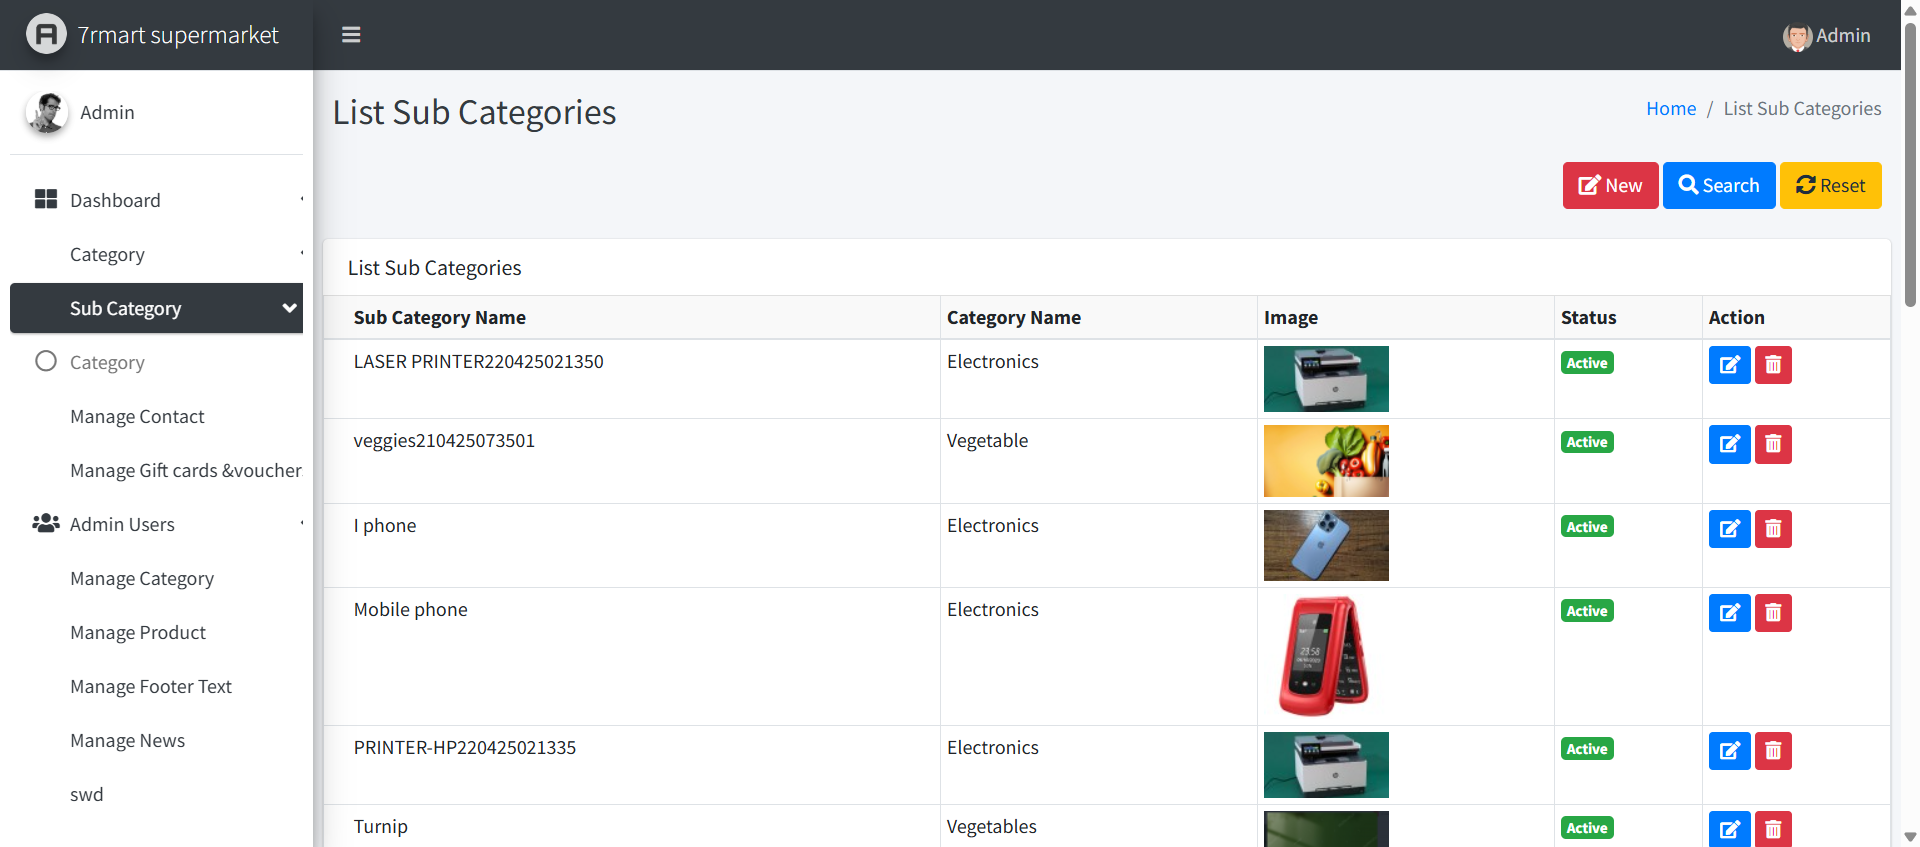 7rmart supermarket
Admin
Admin
List Sub Categories
Home / List Sub Categories
Dashboard
Category
Sub Category
Category
Manage Contact
Manage Gift cards &voucher
Admin Users
Manage Category
Manage Product
Manage Footer Text
Manage News
swd
New
Search
Reset
List Sub Categories
Sub Category Name Category Name Image Status Action
LASER PRINTER220425021350 Electronics Active
veggies210425073501 Vegetable Active
I phone Electronics Active
Mobile phone Electronics Active
23:58
PRINTER-HP220425021335 Electronics Active
Turnip Vegetables Active